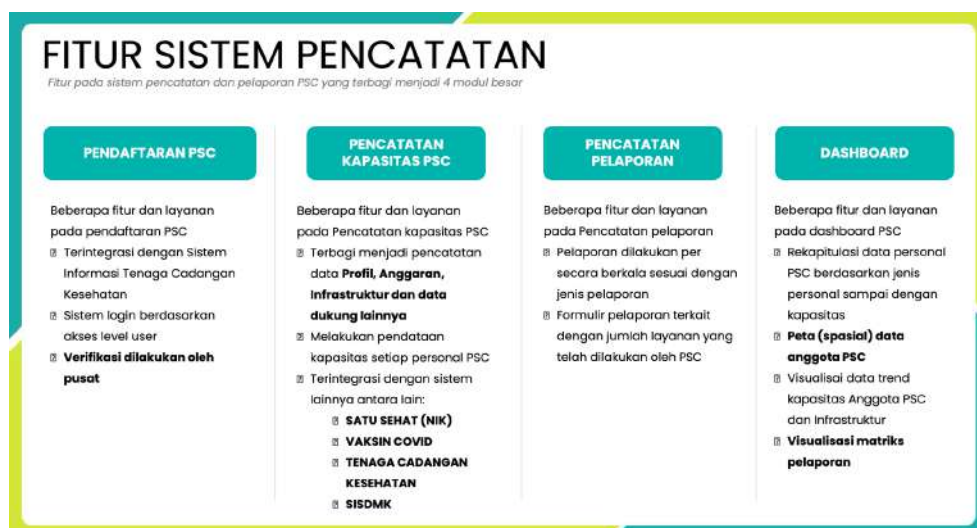 FITUR SISTEM PENCATATAN
Fitur pada sistem pencatatan dan pelaporan PSC yang terbagi menjadi 4 modul besar
PENDAFTARAN PSC
Beberapa fitur dan layanan
pada pendaftaran PSC
Terintegrasi dengan Sistem
Informasi Tenaga Cadangan
Kesehatan
Sistem login berdasarkan
akses level user
Verifikasi dilakukan oleh
pusat
PENCATATAN
KAPASITAS PSC
Beberapa fitur dan layanan
pada Pencatatan kapasitas PSC
Terbagi menjadi pencatatan
data Profil, Anggaran,
Infrastruktur dan data
dukung lainnya
Melakukan pendataan
kapasitas setiap personal PSC
Terintegrasi dengan sistem
lainnya antara lain:
SATU SEHAT (NIK)
VAKSIN COVID
TENAGA CADANGAN
KESEHATAN
SISDMK
PENCATATAN
PELAPORAN
Beberapa fitur dan layanan
pada Pencatatan pelaporan
Pelaporan dilakukan per
secara berkala sesuai dengan
jenis pelaporan
Formulir pelaporan terkait
dengan jumlah layanan yang
telah dilakukan oleh PSC
DASHBOARD
Beberapa fitur dan layanan
pada dashboard PSC
Rekapitulasi data personal
PSC berdasarkan jenis
personal sampai dengan
kapasitas
Peta (spasial) data
anggota PSC
Visualisai data trend
kapasitas Anggota PSC
dan Infrastruktur
Visualisasi matriks
pelaporan